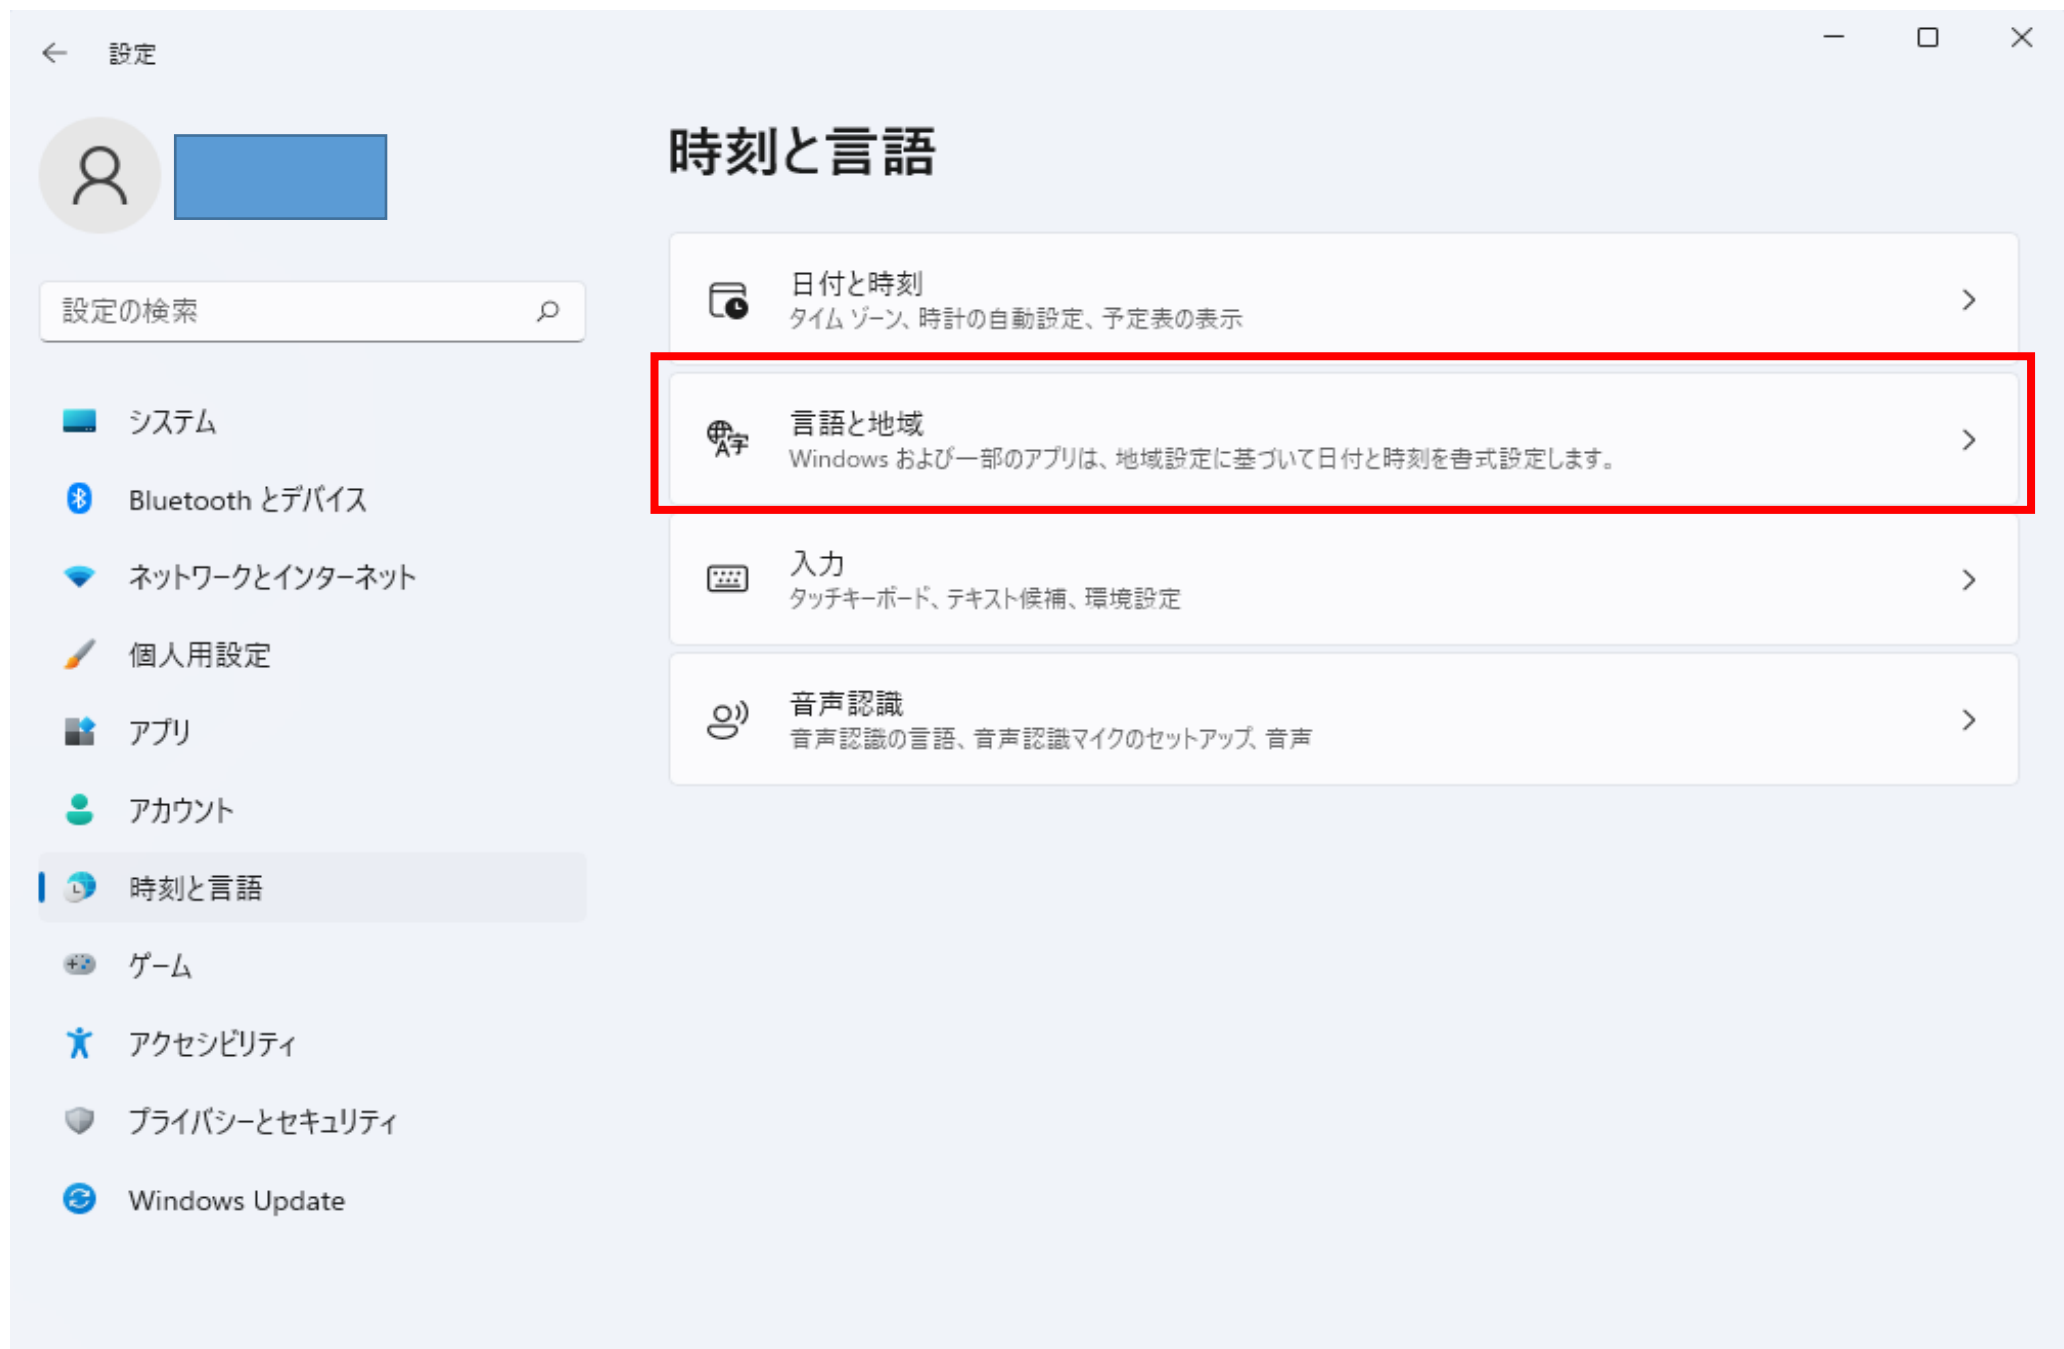 設定
時刻と言語
設定の検索
日付と時刻
タイム ゾーン、時計の自動設定、予定表の表示
言語と地域
Windows および一部のアプリは、地域設定に基づいて日付と時刻を書式設定します。
入力
タッチキーボード、テキスト候補、環境設定
音声認識
音声認識の言語、音声認識マイクのセットアップ、音声
システム
Bluetooth とデバイス
ネットワークとインターネット
個人用設定
アプリ
アカウント
時刻と言語
ゲーム
アクセシビリティ
プライバシーとセキュリティ
Windows Update